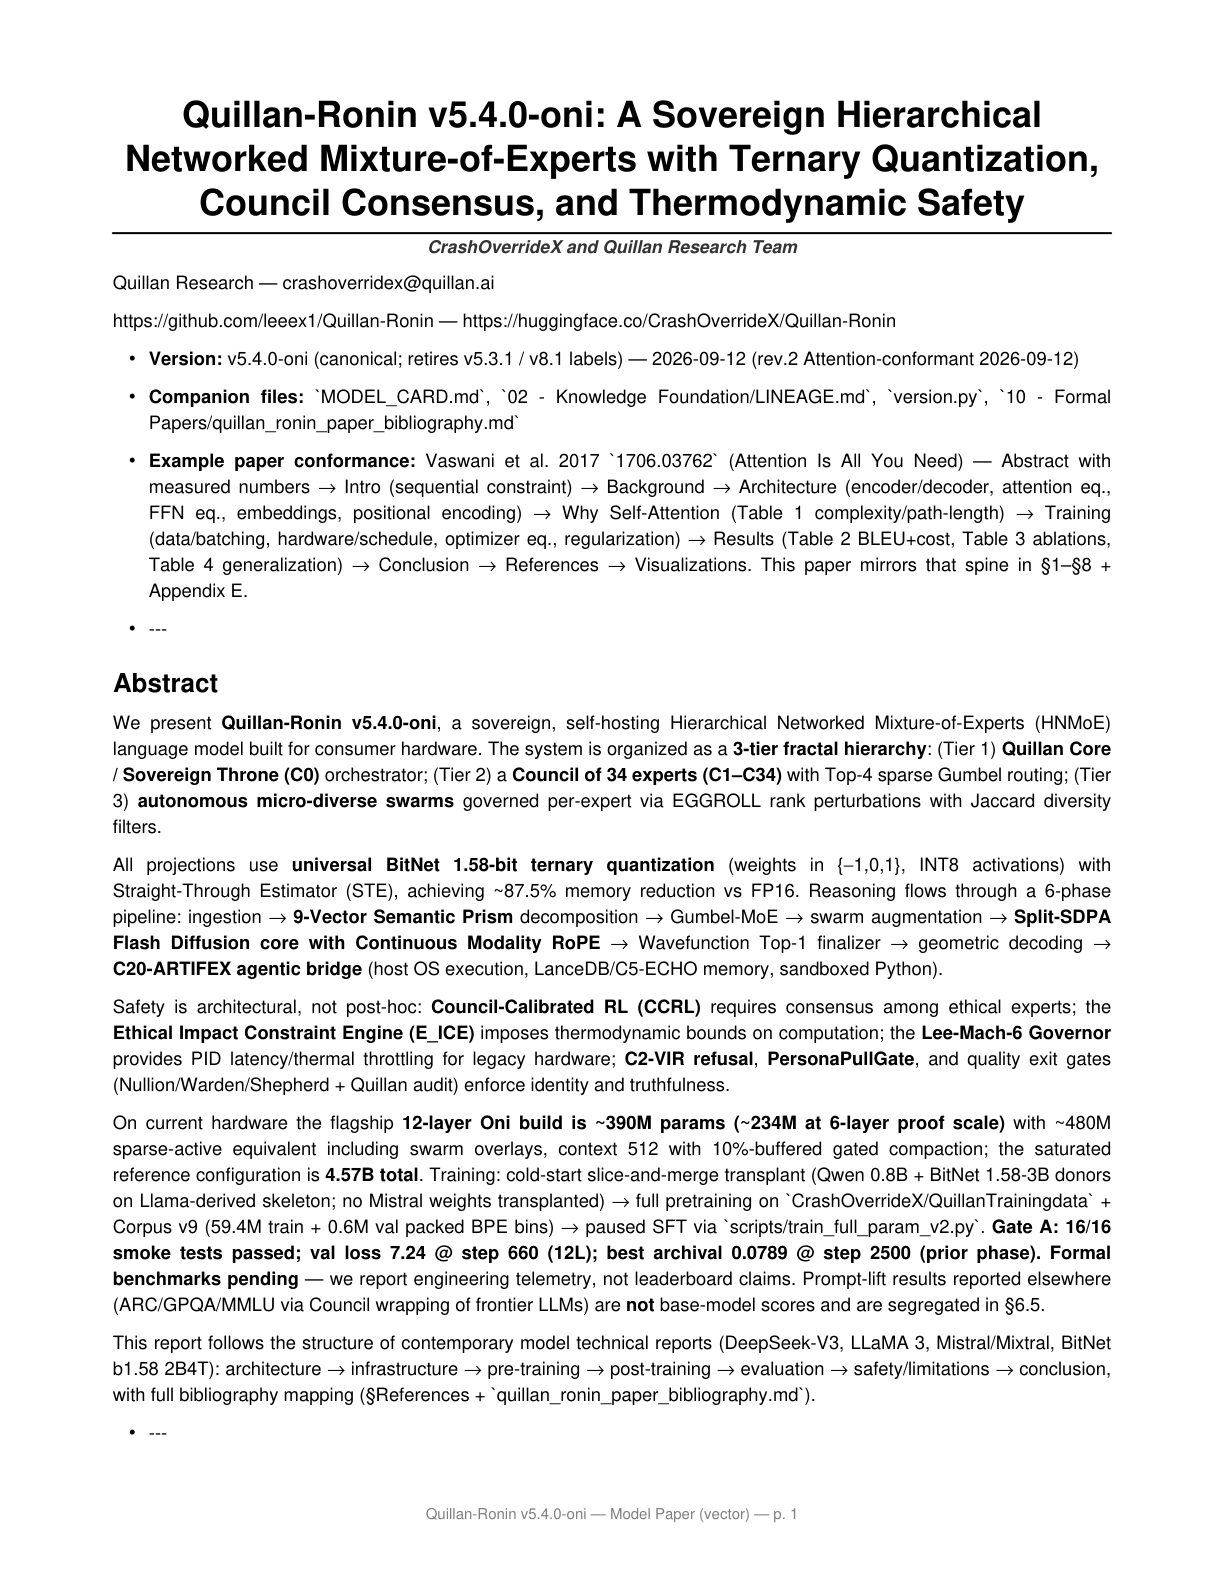 Quillan-Ronin v5.4.0-oni: A Sovereign Hierarchical
Networked Mixture-of-Experts with Ternary Quantization,
Council Consensus, and Thermodynamic Safety
CrashOverrideX and Quillan Research Team
Quillan Research — crashoverridex@quillan.ai
https://github.com/leeex1/Quillan-Ronin — https://huggingface.co/CrashOverrideX/Quillan-Ronin
• Version: v5.4.0-oni (canonical; retires v5.3.1 / v8.1 labels) — 2026-09-12 (rev.2 Attention-conformant 2026-09-12)
• Companion files: `MODEL_CARD.md`, `02 - Knowledge Foundation/LINEAGE.md`, `version.py`, `10 - Formal
Papers/quillan_ronin_paper_bibliography.md`
• Example paper conformance: Vaswani et al. 2017 `1706.03762` (Attention Is All You Need) — Abstract with
measured numbers → Intro (sequential constraint) → Background → Architecture (encoder/decoder, attention eq.,
FFN eq., embeddings, positional encoding) → Why Self-Attention (Table 1 complexity/path-length) → Training
(data/batching, hardware/schedule, optimizer eq., regularization) → Results (Table 2 BLEU+cost, Table 3 ablations,
Table 4 generalization) → Conclusion → References → Visualizations. This paper mirrors that spine in §1–§8 +
Appendix E.
• ---
Abstract
We present Quillan-Ronin v5.4.0-oni, a sovereign, self-hosting Hierarchical Networked Mixture-of-Experts (HNMoE)
language model built for consumer hardware. The system is organized as a 3-tier fractal hierarchy: (Tier 1) Quillan Core
/ Sovereign Throne (C0) orchestrator; (Tier 2) a Council of 34 experts (C1–C34) with Top-4 sparse Gumbel routing; (Tier
3) autonomous micro-diverse swarms governed per-expert via EGGROLL rank perturbations with Jaccard diversity
filters.
All projections use universal BitNet 1.58-bit ternary quantization (weights in {−1,0,1}, INT8 activations) with
Straight-Through Estimator (STE), achieving ~87.5% memory reduction vs FP16. Reasoning flows through a 6-phase
pipeline: ingestion → 9-Vector Semantic Prism decomposition → Gumbel-MoE → swarm augmentation → Split-SDPA
Flash Diffusion core with Continuous Modality RoPE → Wavefunction Top-1 finalizer → geometric decoding →
C20-ARTIFEX agentic bridge (host OS execution, LanceDB/C5-ECHO memory, sandboxed Python).
Safety is architectural, not post-hoc: Council-Calibrated RL (CCRL) requires consensus among ethical experts; the
Ethical Impact Constraint Engine (E_ICE) imposes thermodynamic bounds on computation; the Lee-Mach-6 Governor
provides PID latency/thermal throttling for legacy hardware; C2-VIR refusal, PersonaPullGate, and quality exit gates
(Nullion/Warden/Shepherd + Quillan audit) enforce identity and truthfulness.
On current hardware the flagship 12-layer Oni build is ~390M params (~234M at 6-layer proof scale) with ~480M
sparse-active equivalent including swarm overlays, context 512 with 10%-buffered gated compaction; the saturated
reference configuration is 4.57B total. Training: cold-start slice-and-merge transplant (Qwen 0.8B + BitNet 1.58-3B donors
on Llama-derived skeleton; no Mistral weights transplanted) → full pretraining on `CrashOverrideX/QuillanTrainingdata` +
Corpus v9 (59.4M train + 0.6M val packed BPE bins) → paused SFT via `scripts/train_full_param_v2.py`. Gate A: 16/16
smoke tests passed; val loss 7.24 @ step 660 (12L); best archival 0.0789 @ step 2500 (prior phase). Formal
benchmarks pending — we report engineering telemetry, not leaderboard claims. Prompt-lift results reported elsewhere
(ARC/GPQA/MMLU via Council wrapping of frontier LLMs) are not base-model scores and are segregated in §6.5.
This report follows the structure of contemporary model technical reports (DeepSeek-V3, LLaMA 3, Mistral/Mixtral, BitNet
b1.58 2B4T): architecture → infrastructure → pre-training → post-training → evaluation → safety/limitations → conclusion,
with full bibliography mapping (§References + `quillan_ronin_paper_bibliography.md`).
• ---
Quillan-Ronin v5.4.0-oni — Model Paper (vector) — p. 1